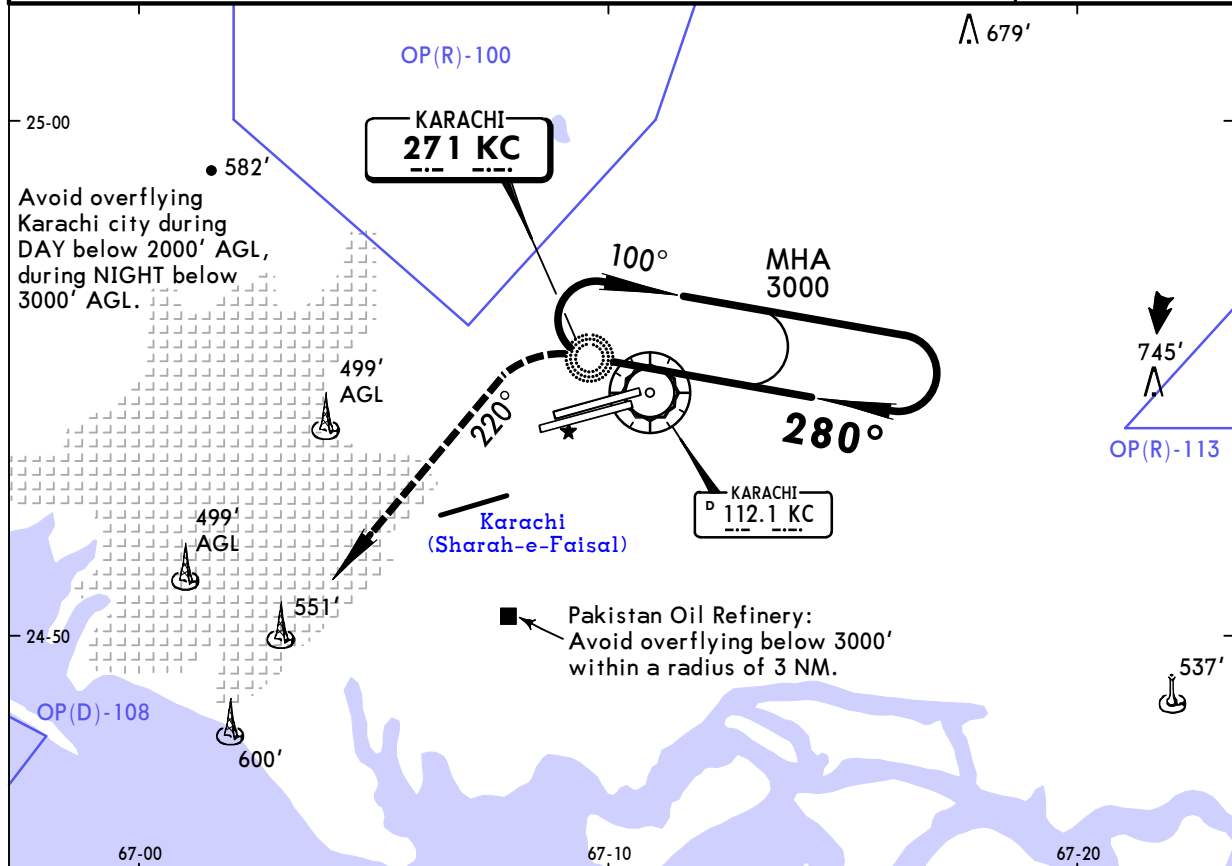 OP(R)-100
679'
25-00
KARACHI
271 KC
582'
Avoid overflying
Karachi city during
DAY below 2000' AGL,
during NIGHT below
3000' AGL.
100°
MHA
3000
745'
499'
AGL
220°
280°
OP(R)-113
KARACHI
D 112.1 KC
499'
AGL
Karachi
(Sharah-e-Faisal)
551'
24-50
Pakistan Oil Refinery:
Avoid overflying below 3000'
within a radius of 3 NM.
537'
OP(D)-108
600'
67-00
67-10
67-20